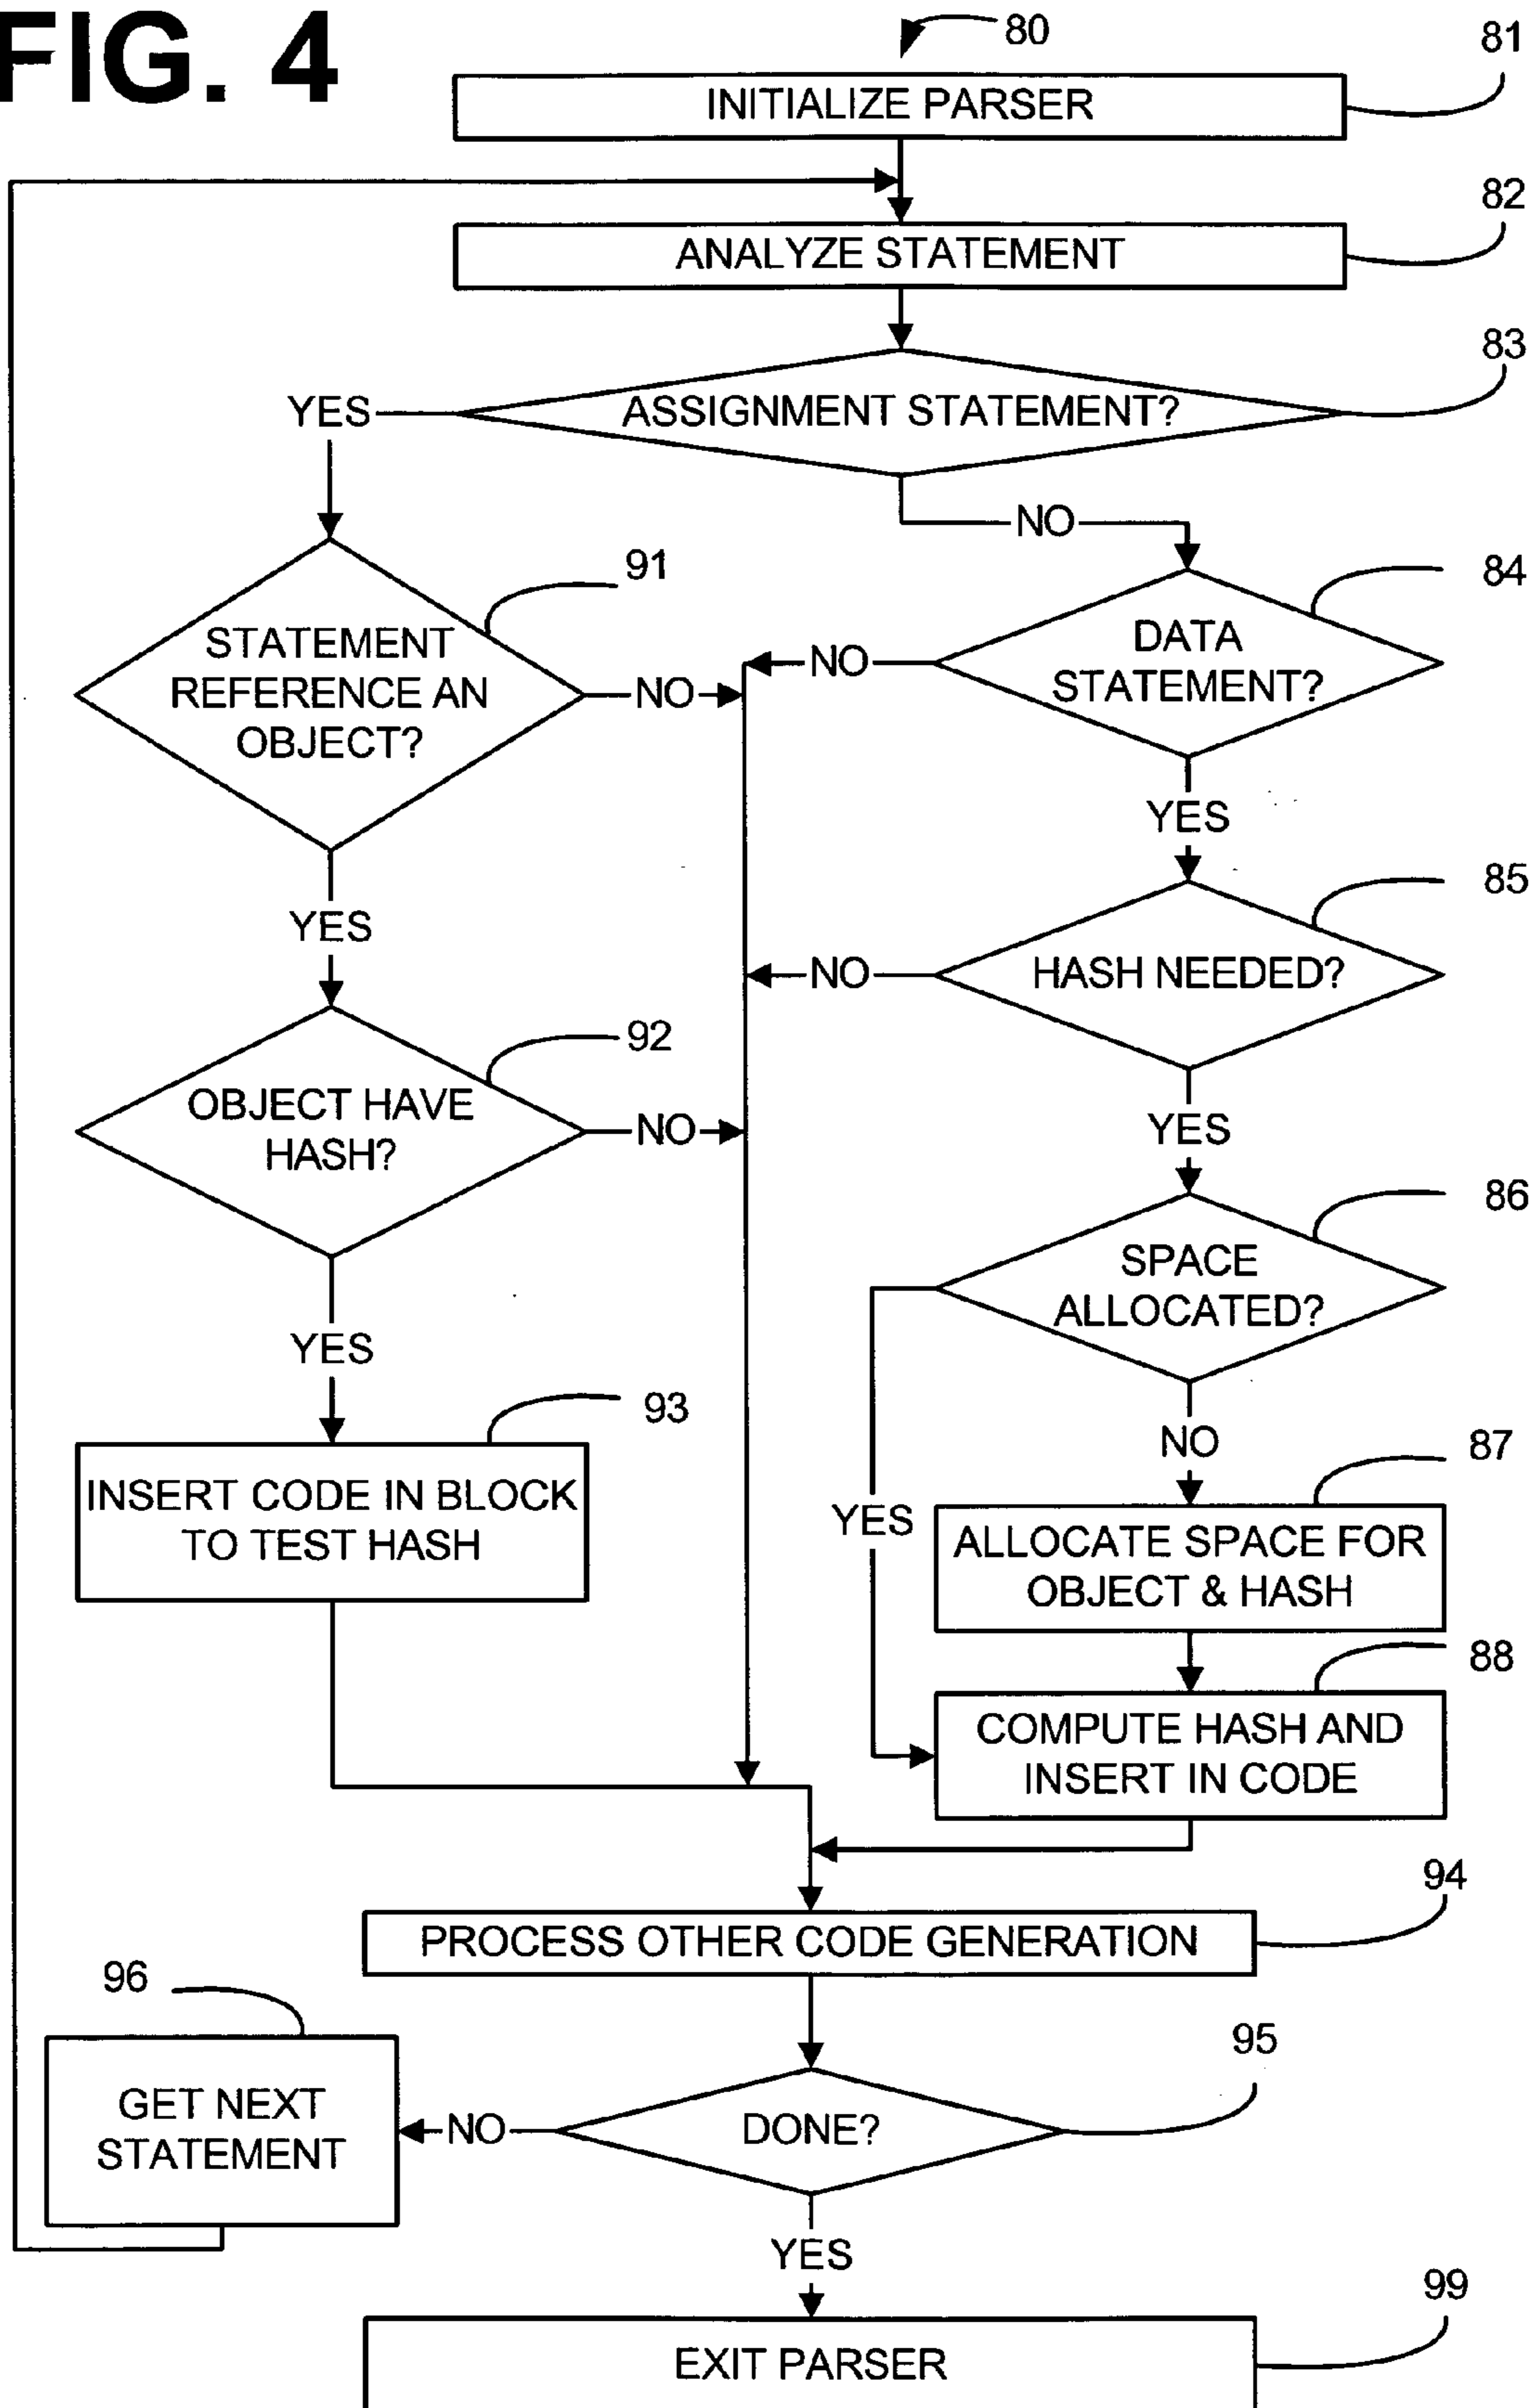 FIG. 4
80
81
INITIALIZE PARSER
82
ANALYZE STATEMENT
83
YES
ASSIGNMENT STATEMENT?
NO
91
84
STATEMENT
REFERENCE AN
OBJECT?
NO
NO
DATA
STATEMENT?
YES
YES
85
HASH NEEDED?
NO
92
OBJECT HAVE
HASH?
NO
YES
86
SPACE
ALLOCATED?
YES
NO
93
INSERT CODE IN BLOCK
TO TEST HASH
87
YES
ALLOCATE SPACE FOR
OBJECT & HASH
88
COMPUTE HASH AND
INSERT IN CODE
94
PROCESS OTHER CODE GENERATION
96
95
GET NEXT
STATEMENT
NO
DONE?
YES
99
EXIT PARSER